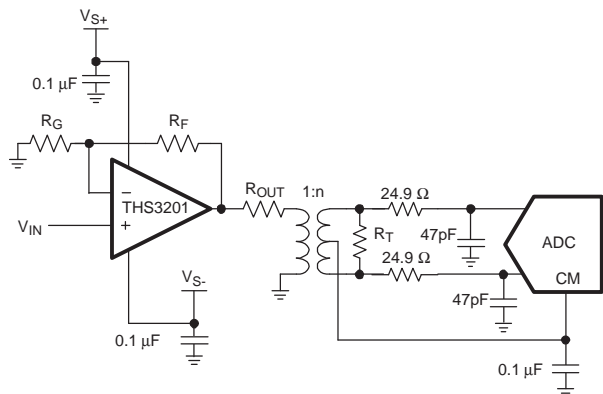 VS+
0.1 µF
RG
RF
THS3201
−
+
VIN
ROUT
1:n
RT
24.9 Ω
24.9 Ω
47pF
47pF
ADC
CM
VS-
0.1 µF
0.1 µF